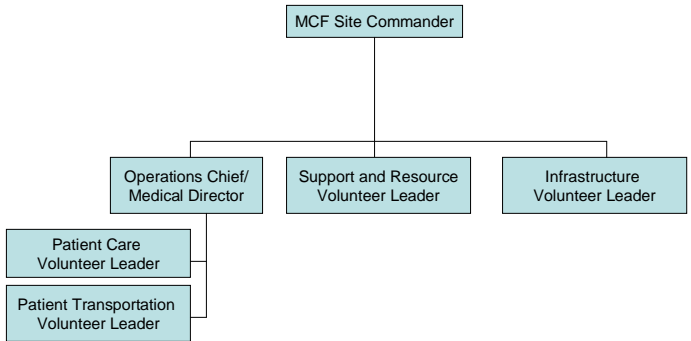 MCF Site Commander
Operations Chief/
Medical Director
Support and Resource
Volunteer Leader
Infrastructure
Volunteer Leader
Patient Care
Volunteer Leader
Patient Transportation
Volunteer Leader